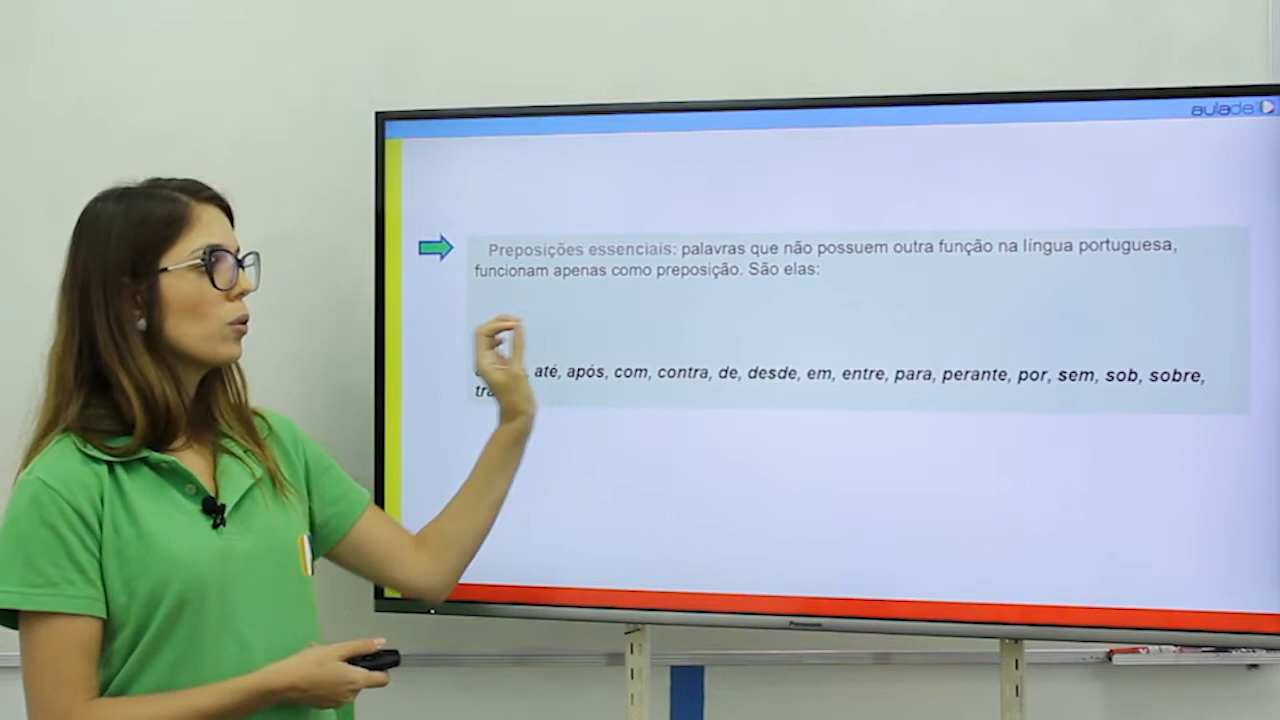 auladE
Preposições essenciais: palavras que não possuem outra função na língua portuguesa,
funcionam apenas como preposição. São elas:
até, após, com, contra, de, desde, em, entre, para, perante, por, sem, sob, sobre,
Panasonic